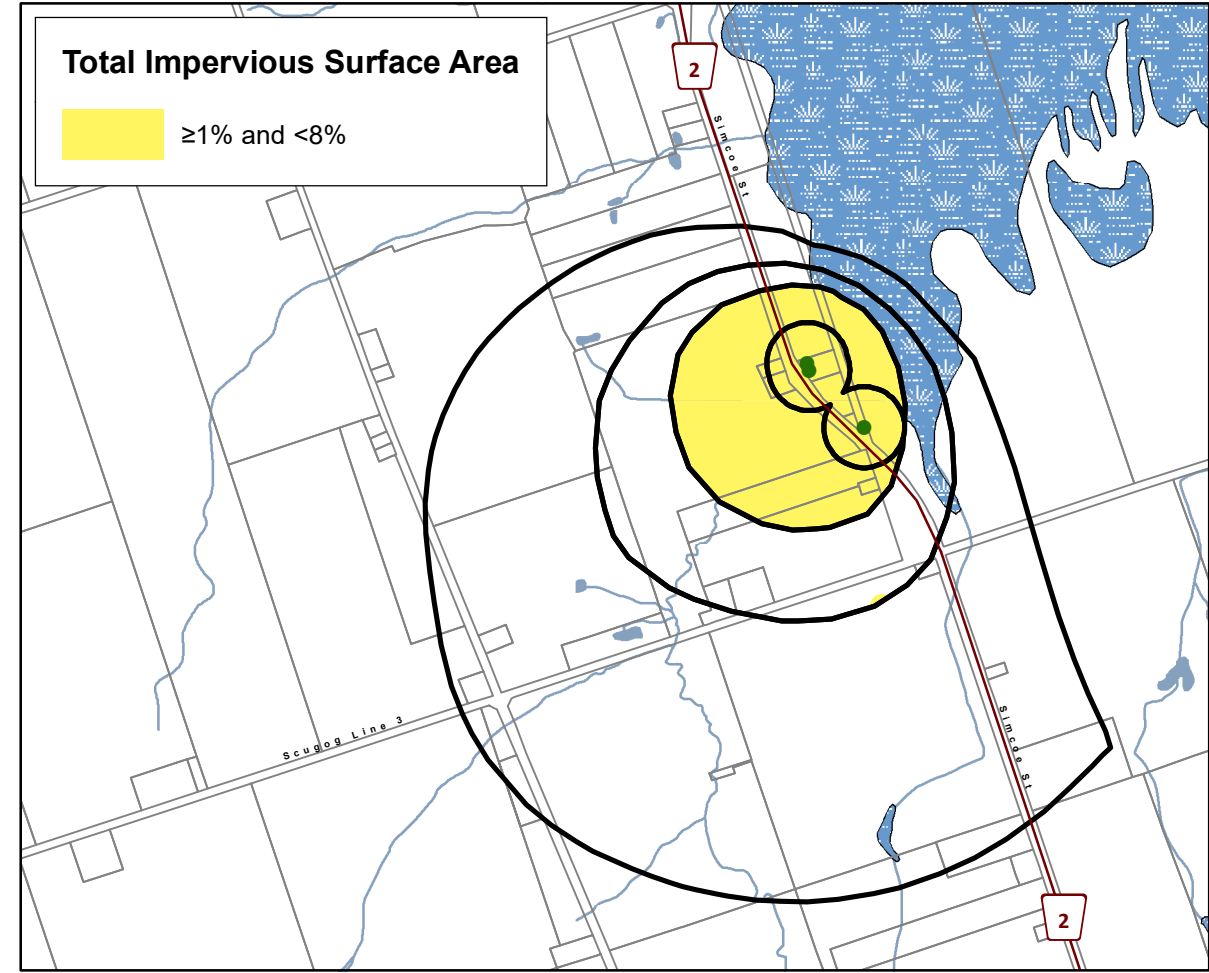 Total Impervious Surface Area
≥1% and <8%
2
Simcoe St
Scugog Line 3
Simcoe St
2